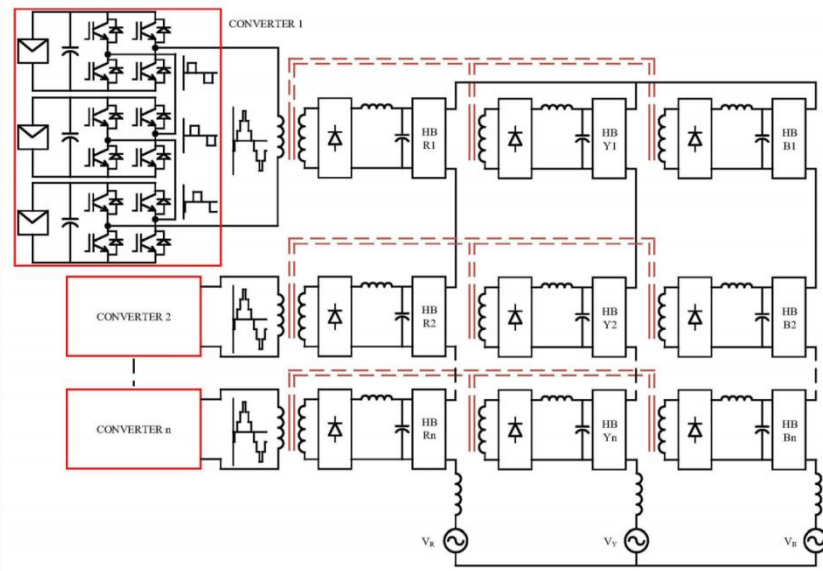 CONVERTER 1
HB
R1
HB
Y1
HB
B1
CONVERTER 2
HB
R2
HB
Y2
HB
B2
CONVERTER n
HB
Rn
HB
Yn
HB
Bn
VR
VY
VB